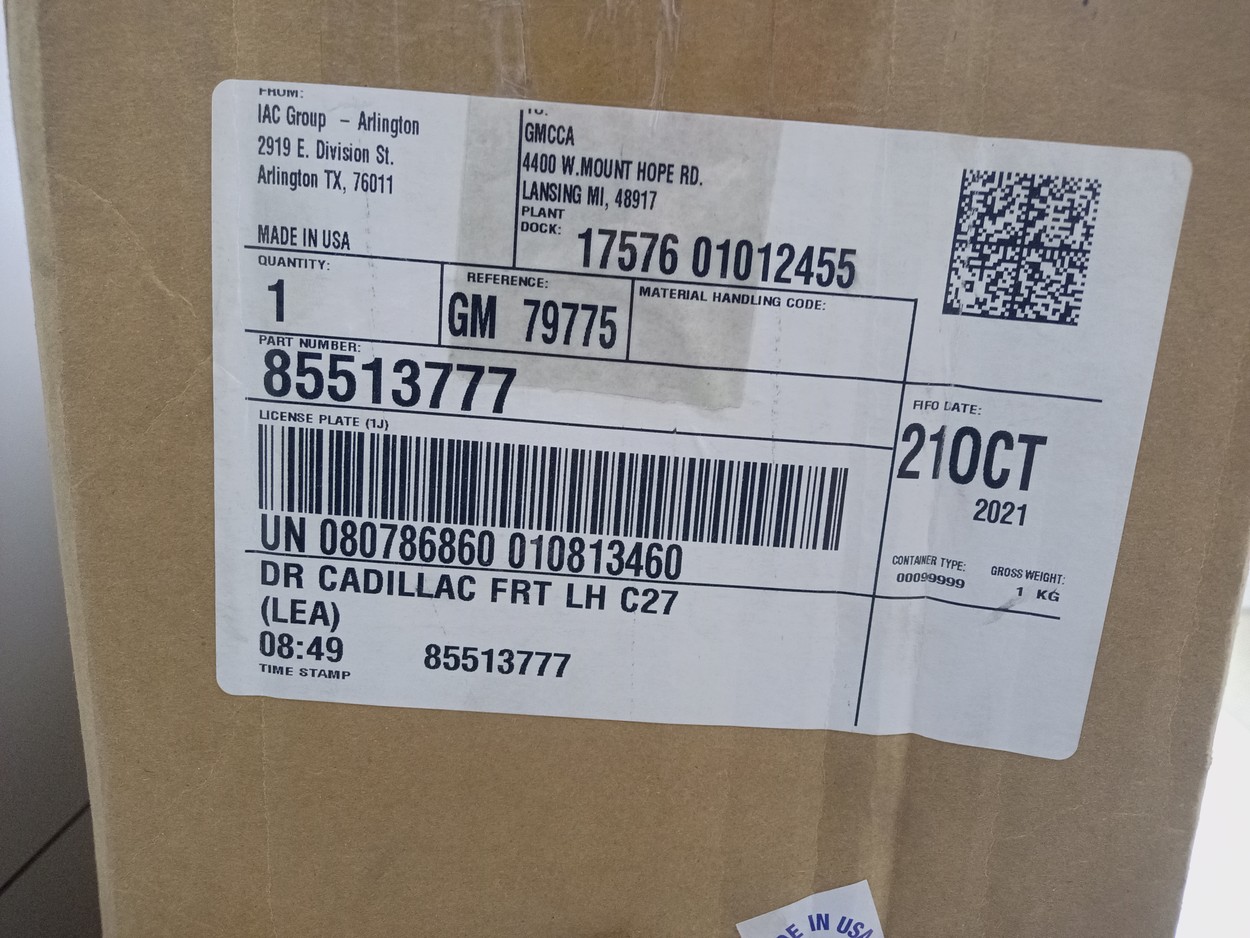 FROM:
IAC Group – Arlington
2919 E. Division St.
Arlington TX, 76011
MADE IN USA
TO:
GMCCA
4400 W.MOUNT HOPE RD.
LANSING MI, 48917
PLANT
DOCK: 17576 01012455
QUANTITY:
1
REFERENCE:
GM 79775
MATERIAL HANDLING CODE:
PART NUMBER:
85513777
LICENSE PLATE (1J)
UN 080786860 010813460
FIFO DATE:
21OCT
2021
CONTAINER TYPE:
00099999
GROSS WEIGHT:
1 KG
DR CADILLAC FRT LH C27
(LEA)
08:49 85513777
TIME STAMP
IN USA